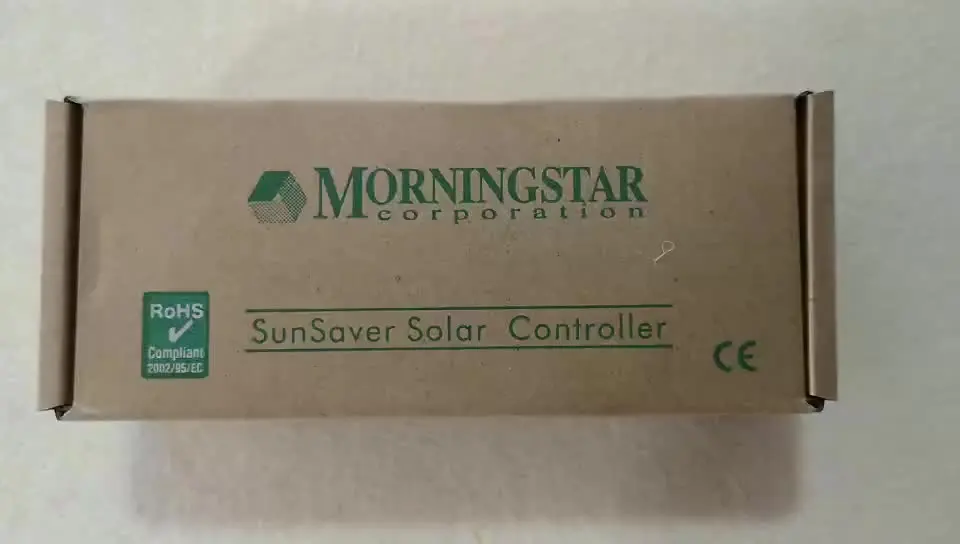 MORNINGSTAR
corporation
RoHS
Compliant
2002/95/EC
SunSaver Solar Controller
CE